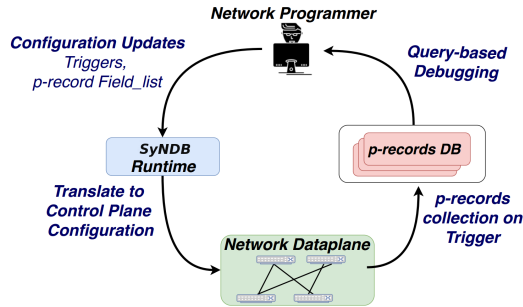 Network Programmer
Configuration Updates
Triggers,
p-record Field_list
Query-based
Debugging
SyNDB
Runtime
p-records DB
Translate to
Control Plane
Configuration
p-records
collection on
Trigger
Network Dataplane